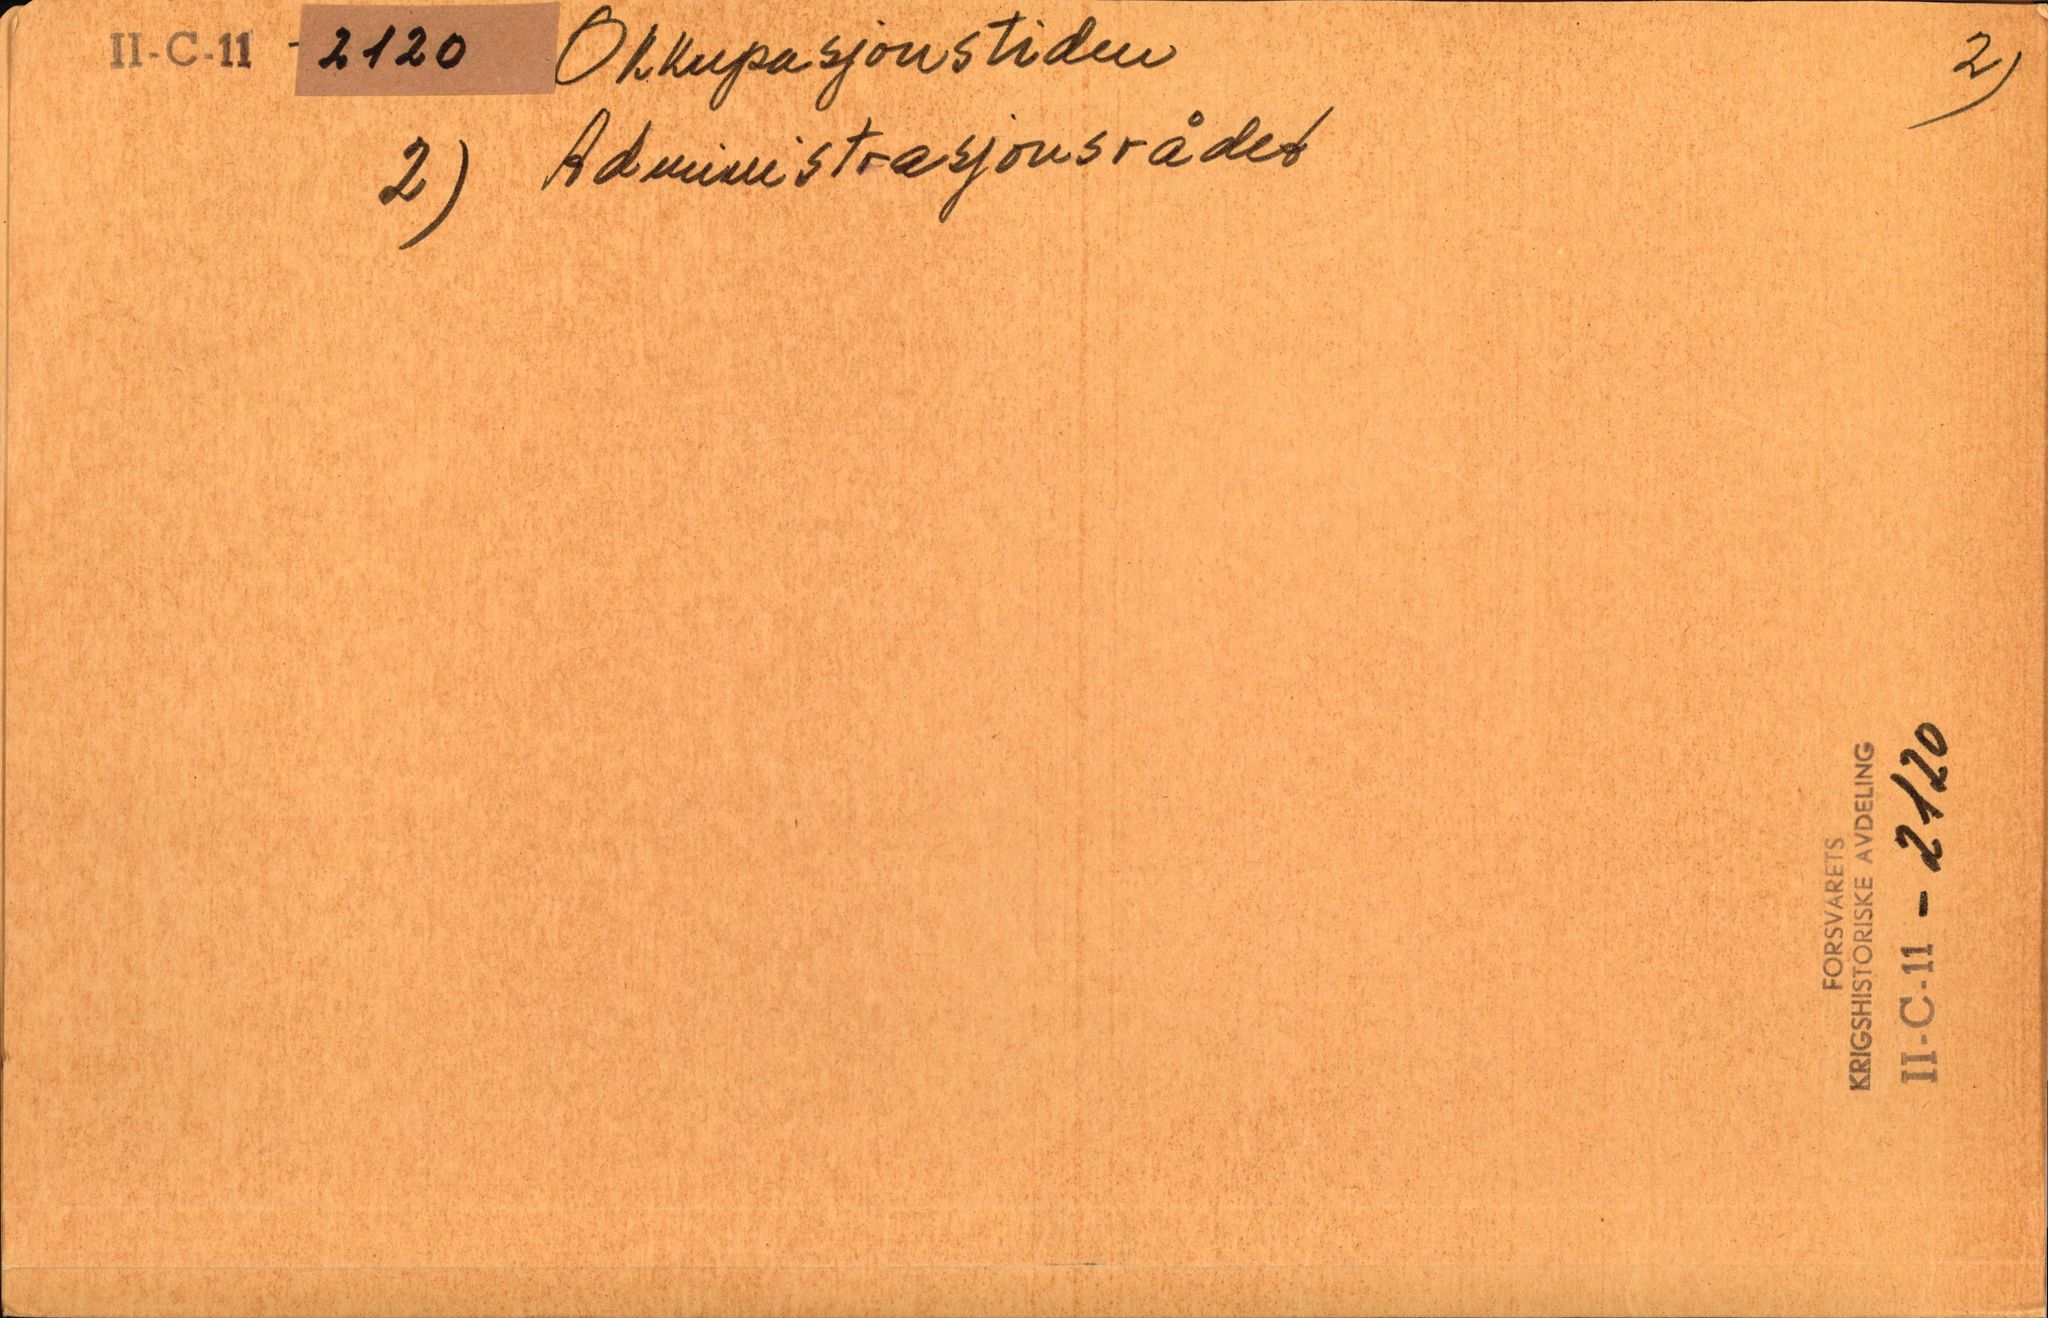 II-C-11 - 2120 Okkupasjonstiden 2)
2) Administrasjonsrådet
FORSVARETS
KRIGSHISTORISKE AVDELING
II-C-11 - 2120